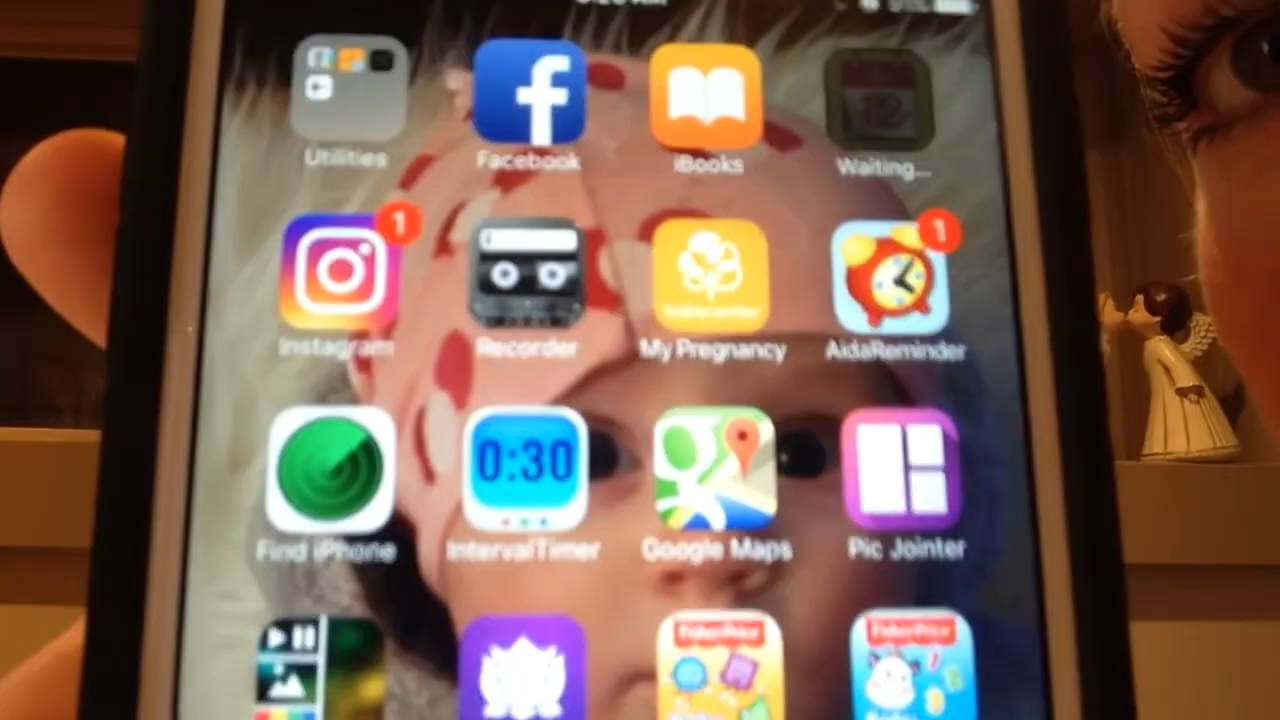 Utilities
Facebook
iBooks
Waiting...
1
1
Instagram
Recorder
My Pregnancy
AidaReminder
0:30
Find iPhone
IntervalTimer
Google Maps
Pic Jointer
Fisher-Price
Fisher-Price